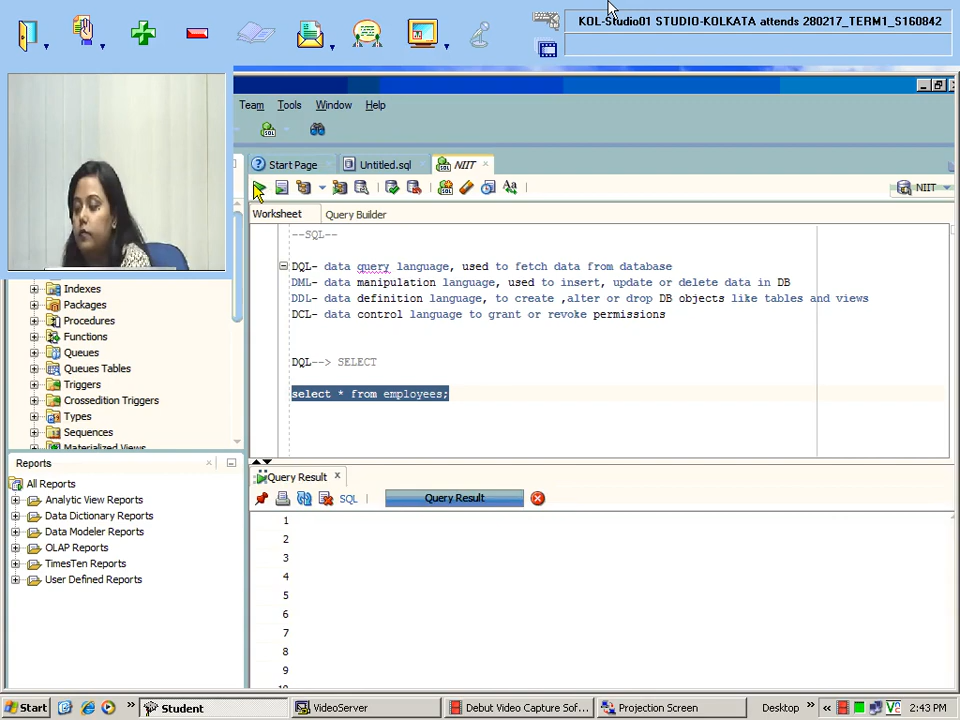 KOL-Studio01 STUDIO-KOLKATA attends 280217_TERM1_S160842
Team Tools Window Help
Start Page Untitled.sql NIIT
NIIT
Worksheet Query Builder
--SQL--
DQL- data query language, used to fetch data from database
DML- data manipulation language, used to insert, update or delete data in DB
DDL- data definition language, to create ,alter or drop DB objects like tables and views
DCL- data control language to grant or revoke permissions
DQL--> SELECT
select * from employees;
Indexes
Packages
Procedures
Functions
Queues
Queues Tables
Triggers
Crossedition Triggers
Types
Sequences
Materialized Views
Reports
All Reports
Analytic View Reports
Data Dictionary Reports
Data Modeler Reports
OLAP Reports
TimesTen Reports
User Defined Reports
Query Result
SQL Query Result
1
2
3
4
5
6
7
8
9
Start Student VideoServer Debut Video Capture Sof... Projection Screen Desktop 2:43 PM